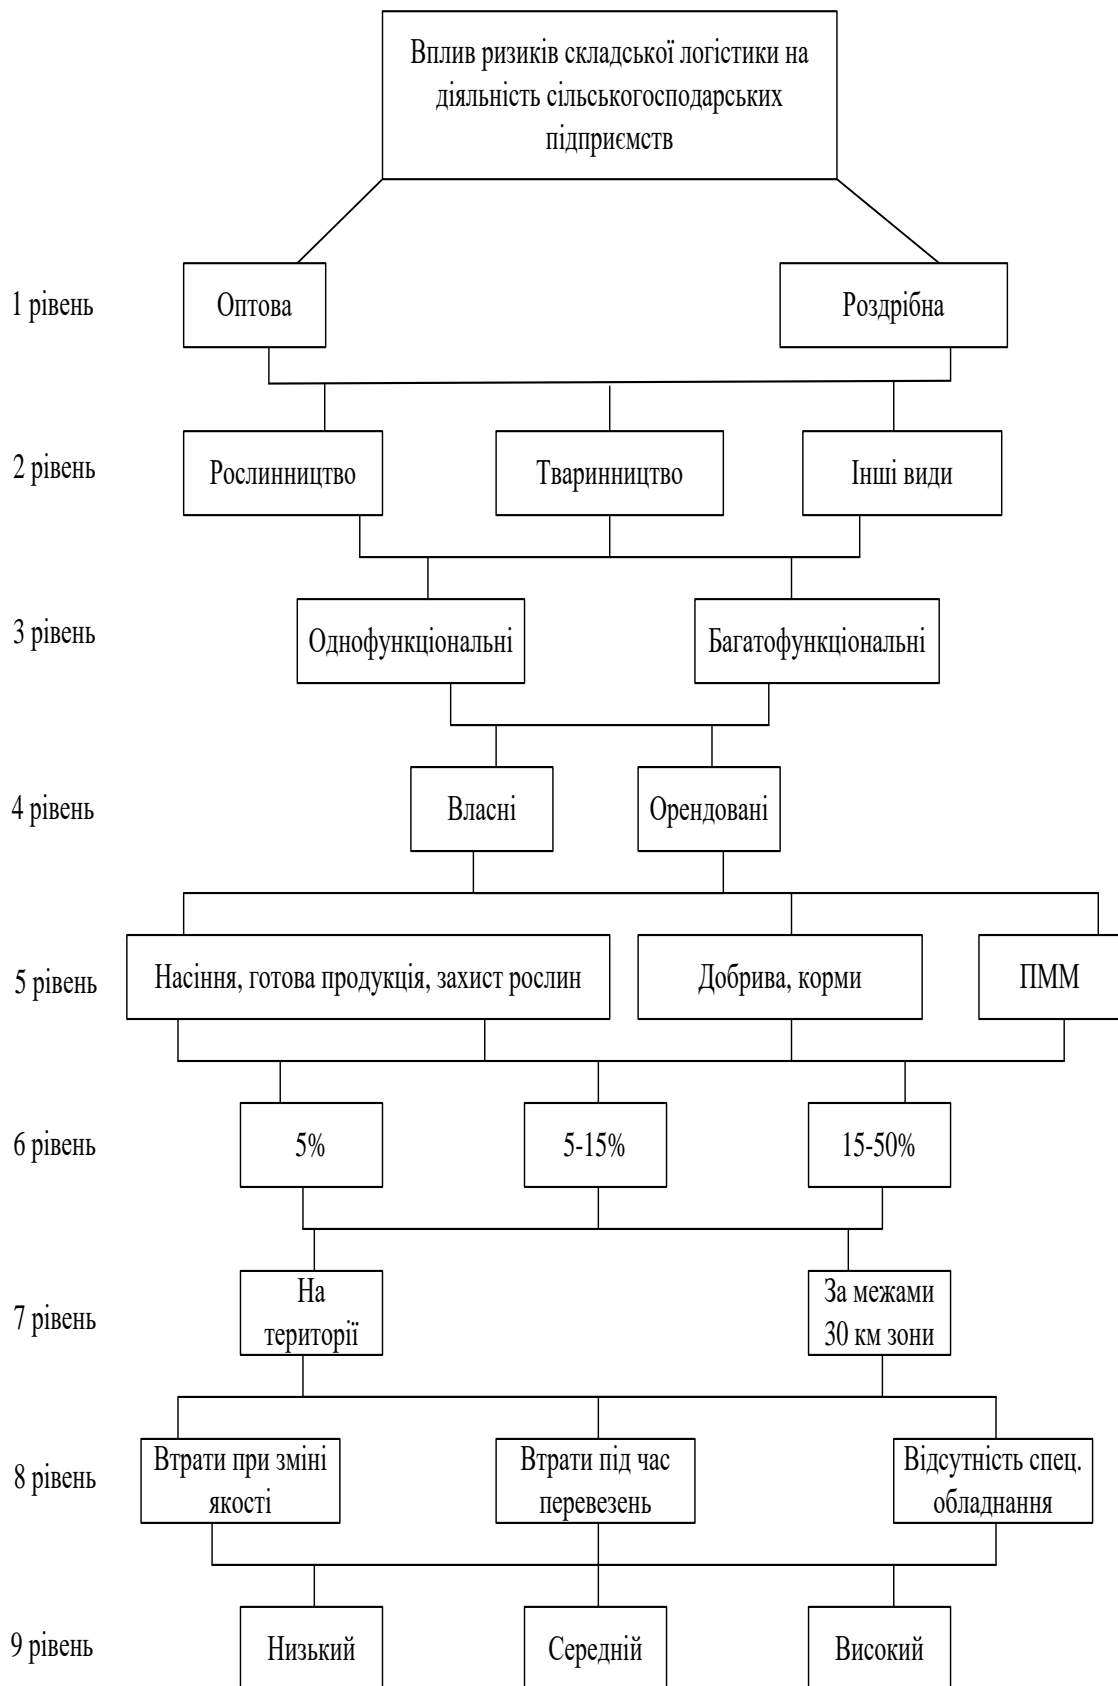 Вплив ризиків складської логістики на
діяльність сільськогосподарських
підприємств
1 рівень
Оптова
Роздрібна
2 рівень
Рослинництво
Тваринництво
Інші види
3 рівень
Однофункціональні
Багатофункціональні
4 рівень
Власні
Орендовані
5 рівень
Насіння, готова продукція, захист рослин
Добрива, корми
ПММ
6 рівень
5%
5-15%
15-50%
7 рівень
На
території
За межами
30 км зони
8 рівень
Втрати при зміні
якості
Втрати під час
перевезень
Відсутність спец.
обладнання
9 рівень
Низький
Середній
Високий